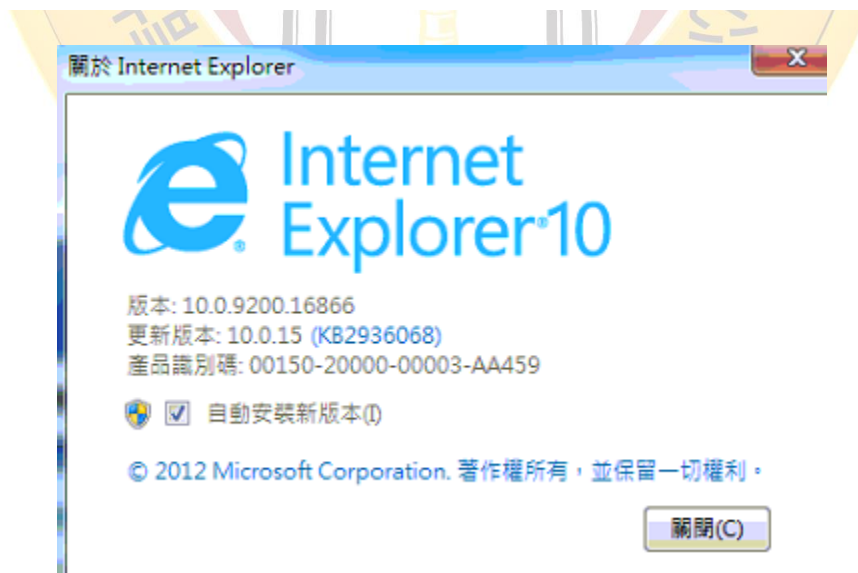 關於 Internet Explorer
Internet
Explorer®10
版本: 10.0.9200.16866
更新版本: 10.0.15 (KB2936068)
產品識別碼: 00150-20000-00003-AA459
自動安裝新版本(I)
© 2012 Microsoft Corporation. 著作權所有，並保留一切權利。
關閉(C)